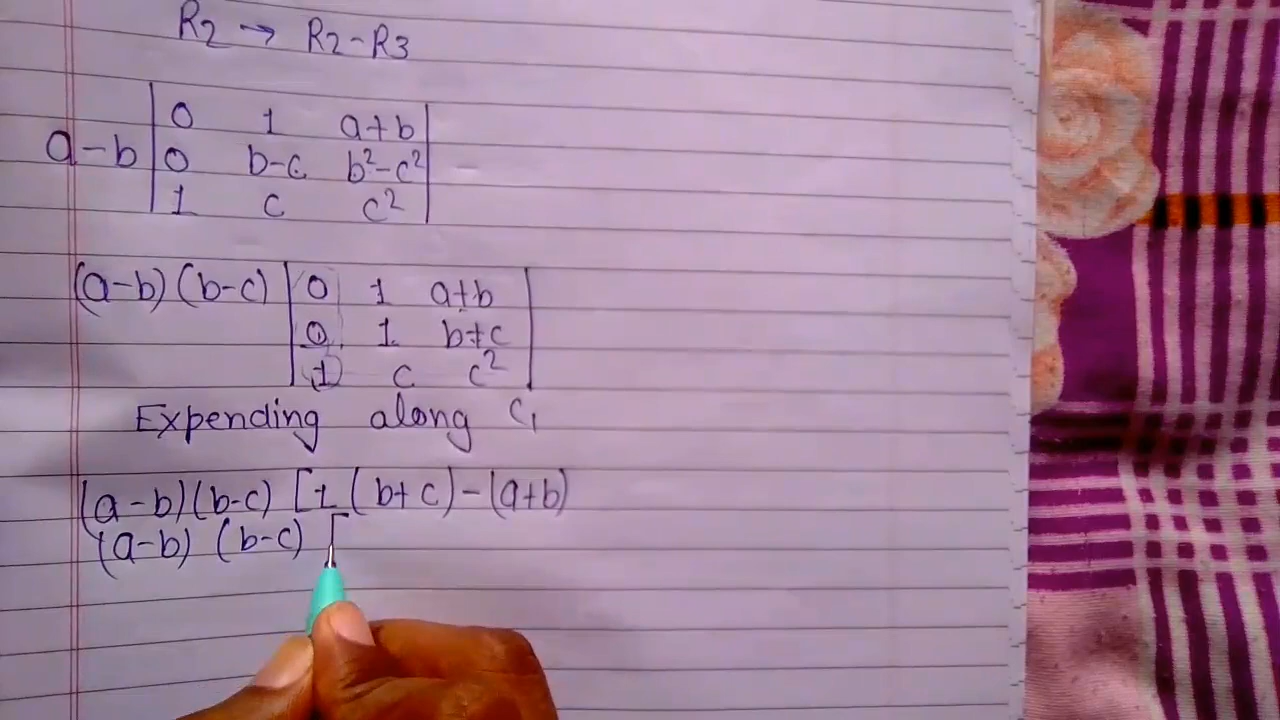 R2 → R2-R3
0 1 a+b
a-b 0 b-c b²-c²
1 c c²
(a-b)(b-c) 0 1 a+b
0 1 b+c
1 c c²
Expending along C₁
(a-b)(b-c) [1 (b+c)-(a+b)
(a-b) (b-c) [